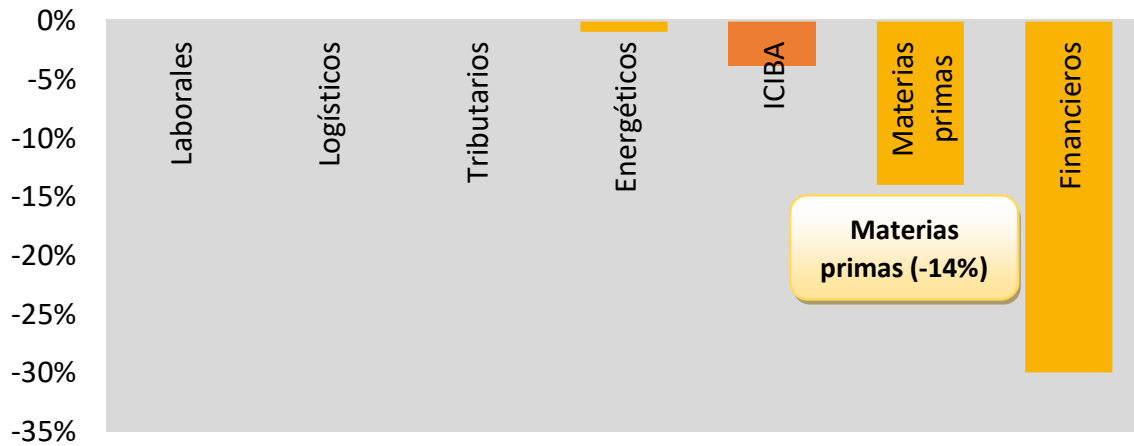 0%
-5%
-10%
-15%
-20%
-25%
-30%
-35%
Laborales
Logísticos
Tributarios
Energéticos
ICIBA
Materias
primas
Financieros
Materias
primas (-14%)